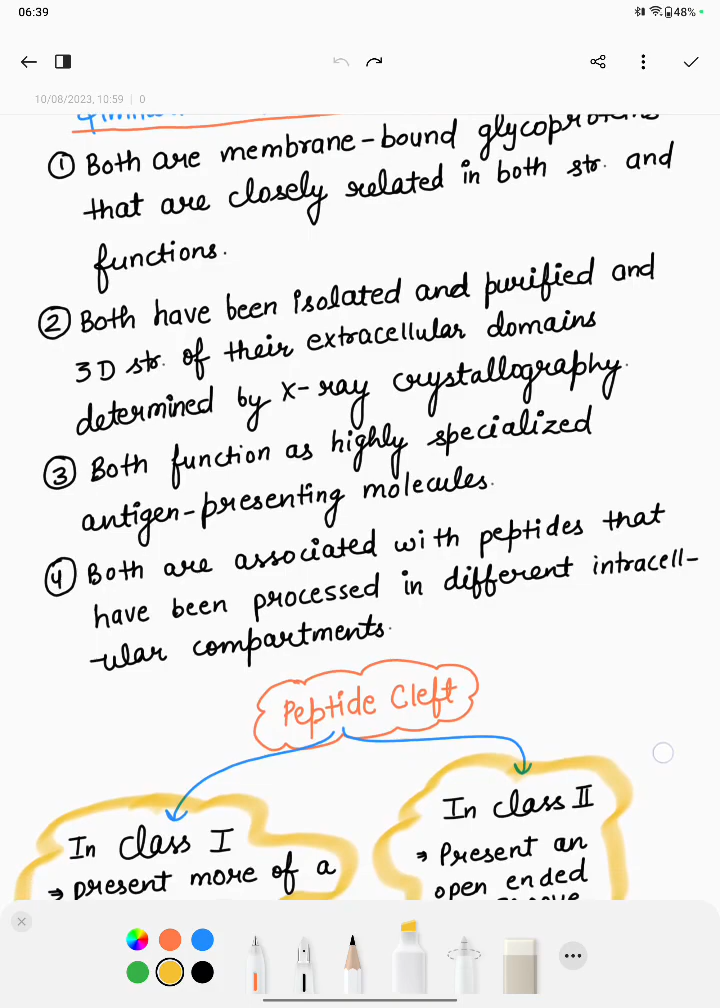 06:39
48%
10/08/2023, 10:59 | 0
① Both are membrane-bound glycoproteins
that are closely related in both str. and
functions.
② Both have been isolated and purified and
3D str. of their extracellular domains
determined by X-ray crystallography.
③ Both function as highly specialized
antigen-presenting molecules.
④ Both are associated with peptides that
have been processed in different intracell-
-ular compartments.
Peptide Cleft
In class II
In class I
→ Present an
→ present more of a
open ended